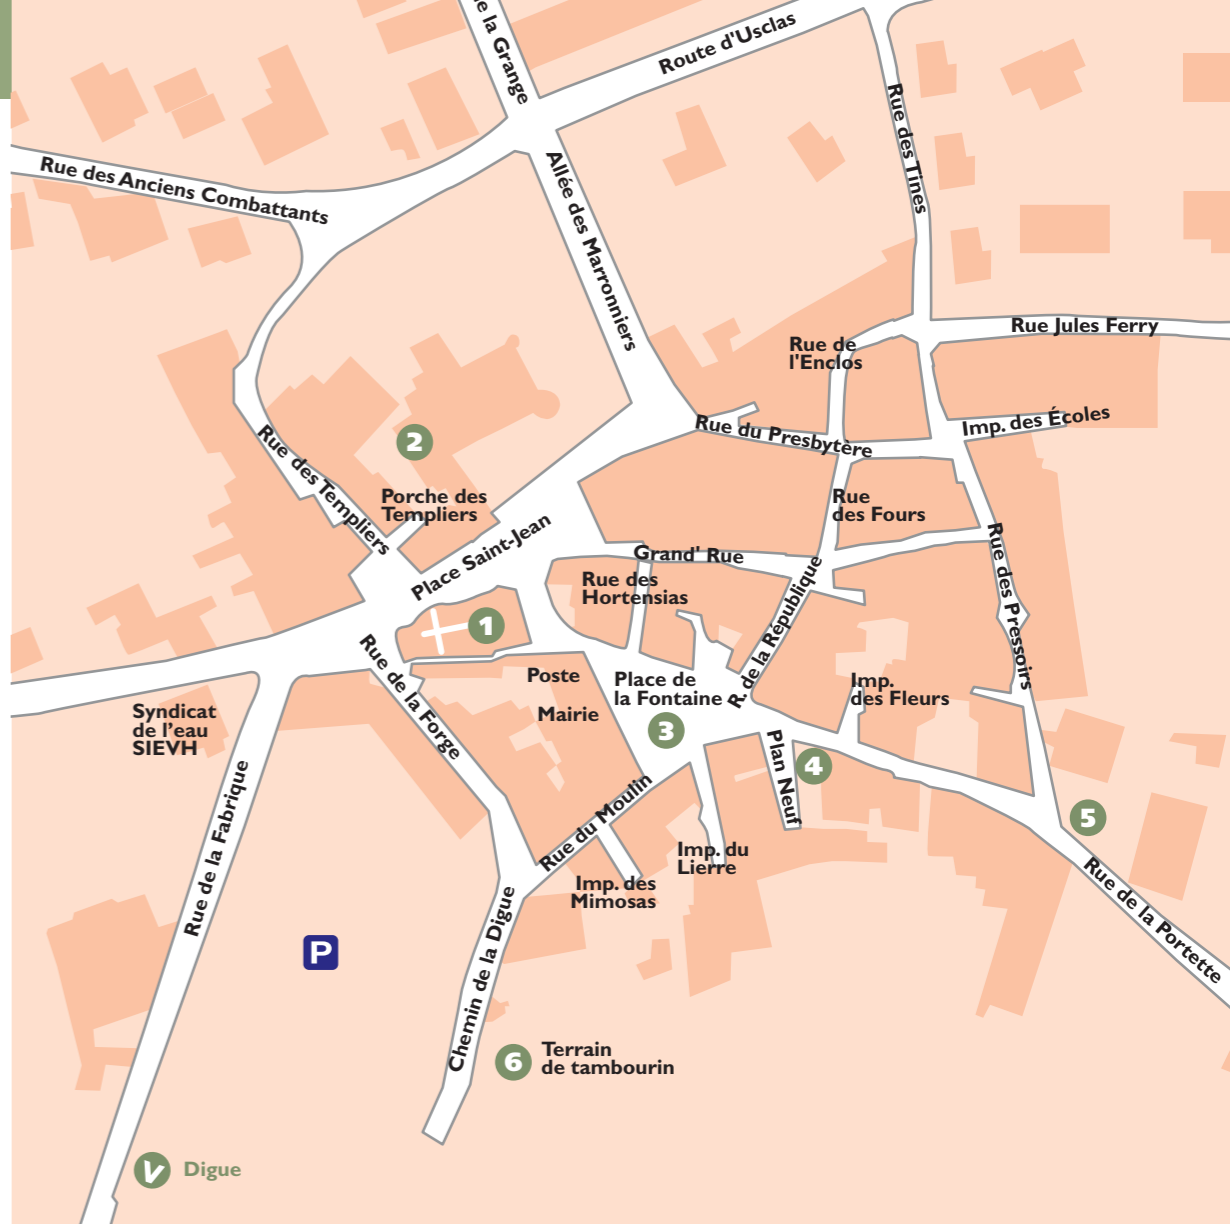 e la Grange
Route d'Usclas
Rue des Tines
Rue des Anciens Combattants
Allée des Marronniers
Rue Jules Ferry
Rue de
l'Enclos
Imp. des Écoles
Rue du Presbytère
2
Rue des Templiers
Porche des
Templiers
Rue
des Fours
Place Saint-Jean
Grand' Rue
Rue des
Hortensias
Rue des Pressoirs
R. de la République
1
Rue de la Forge
Poste
Mairie
Place de
la Fontaine
3
Imp.
des Fleurs
Syndicat
de l'eau
SIEVH
Plan Neuf
4
Rue de la Fabrique
Rue du Moulin
5
Imp. du
Lierre
Imp. des
Mimosas
Rue de la Portette
P
Chemin de la Digue
6
Terrain
de tambourin
V
Digue